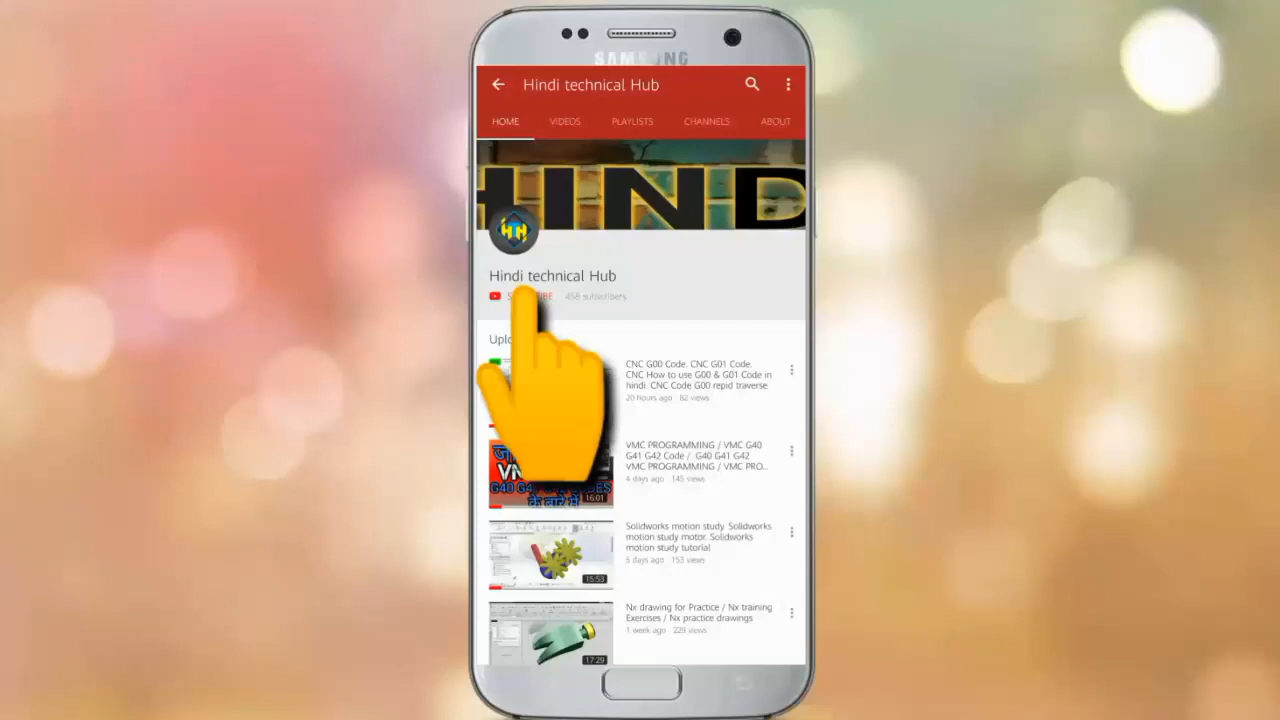 SAMSUNG
Hindi technical Hub
HOME VIDEOS PLAYLISTS CHANNELS ABOUT
HIND
HTH
Hindi technical Hub
458 subscribers
CNC G00 Code. CNC G01 Code.
CNC How to use G00 & G01 Code in
hindi. CNC Code G00 repid traverse
20 hours ago 82 views
VMC PROGRAMMING / VMC G40
G41 G42 Code / G40 G41 G42
VMC PROGRAMMING / VMC PRO...
4 days ago 145 views
G40
के बारे में
16:01
Solidworks motion study. Solidworks
motion study motor. Solidworks
motion study tutorial
5 days ago 153 views
15:53
Nx drawing for Practice / Nx training
Exercises / Nx practice drawings
1 week ago 229 views
17:29